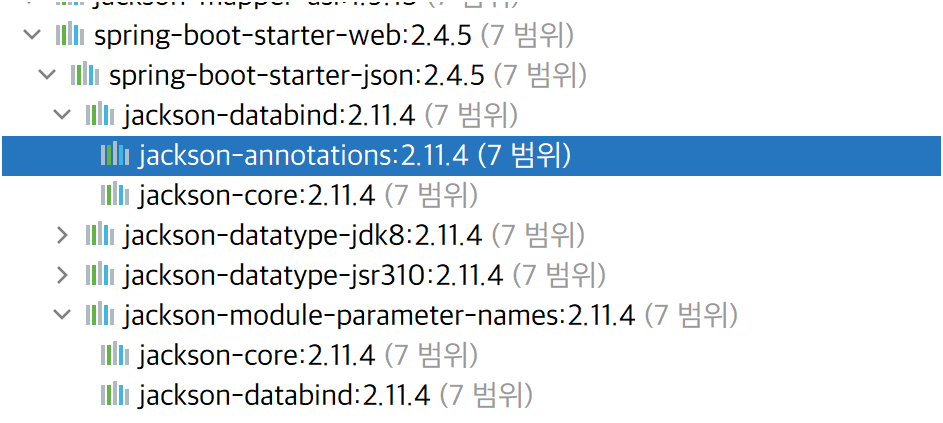 spring-boot-starter-web:2.4.5 (7 범위)
spring-boot-starter-json:2.4.5 (7 범위)
jackson-databind:2.11.4 (7 범위)
jackson-annotations:2.11.4 (7 범위)
jackson-core:2.11.4 (7 범위)
jackson-datatype-jdk8:2.11.4 (7 범위)
jackson-datatype-jsr310:2.11.4 (7 범위)
jackson-module-parameter-names:2.11.4 (7 범위)
jackson-core:2.11.4 (7 범위)
jackson-databind:2.11.4 (7 범위)